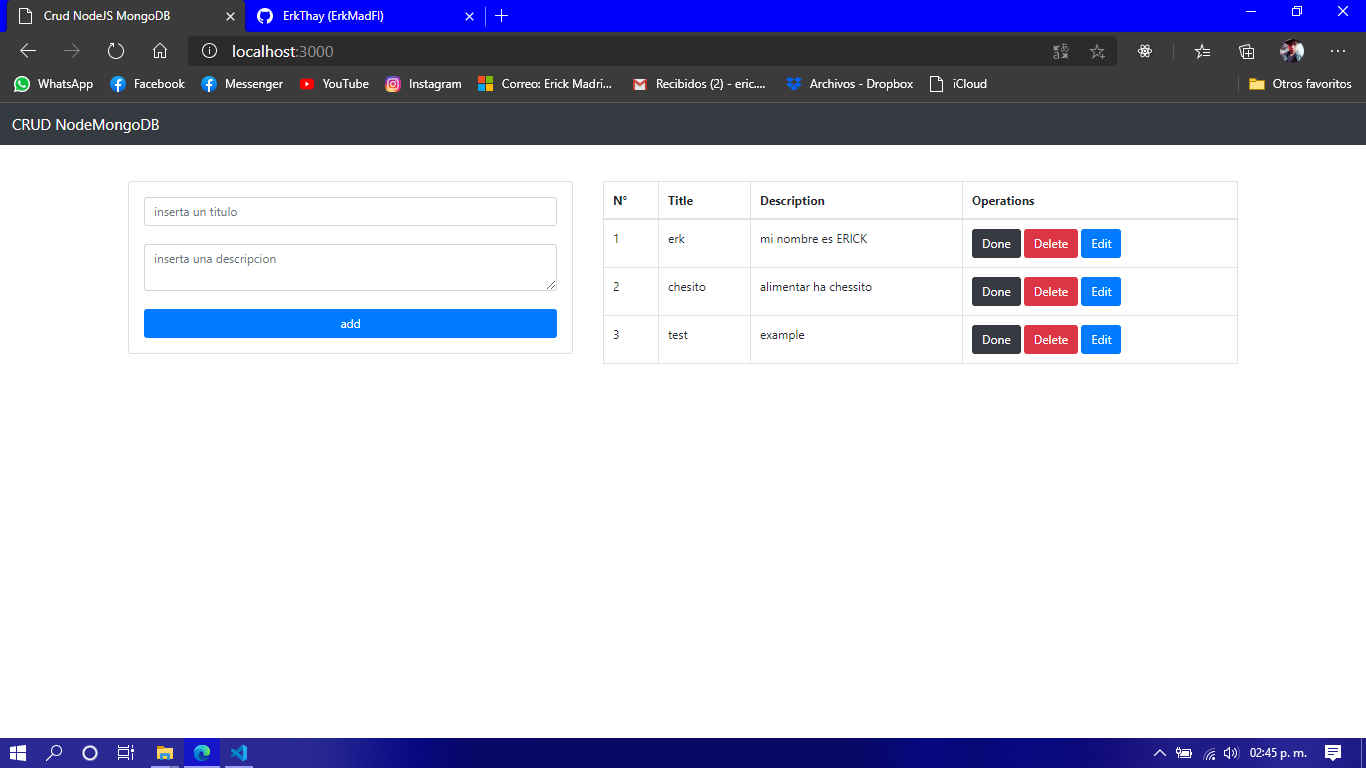 Crud NodeJS MongoDB
ErkThay (ErkMadFl)
localhost:3000
WhatsApp
Facebook
Messenger
YouTube
Instagram
Correo: Erick Madri...
Recibidos (2) - eric....
Archivos - Dropbox
iCloud
Otros favoritos
CRUD NodeMongoDB
inserta un titulo
inserta una descripcion
add
N° Title Description Operations
1 erk mi nombre es ERICK Done Delete Edit
2 chesito alimentar ha chessito Done Delete Edit
3 test example Done Delete Edit
02:45 p. m.